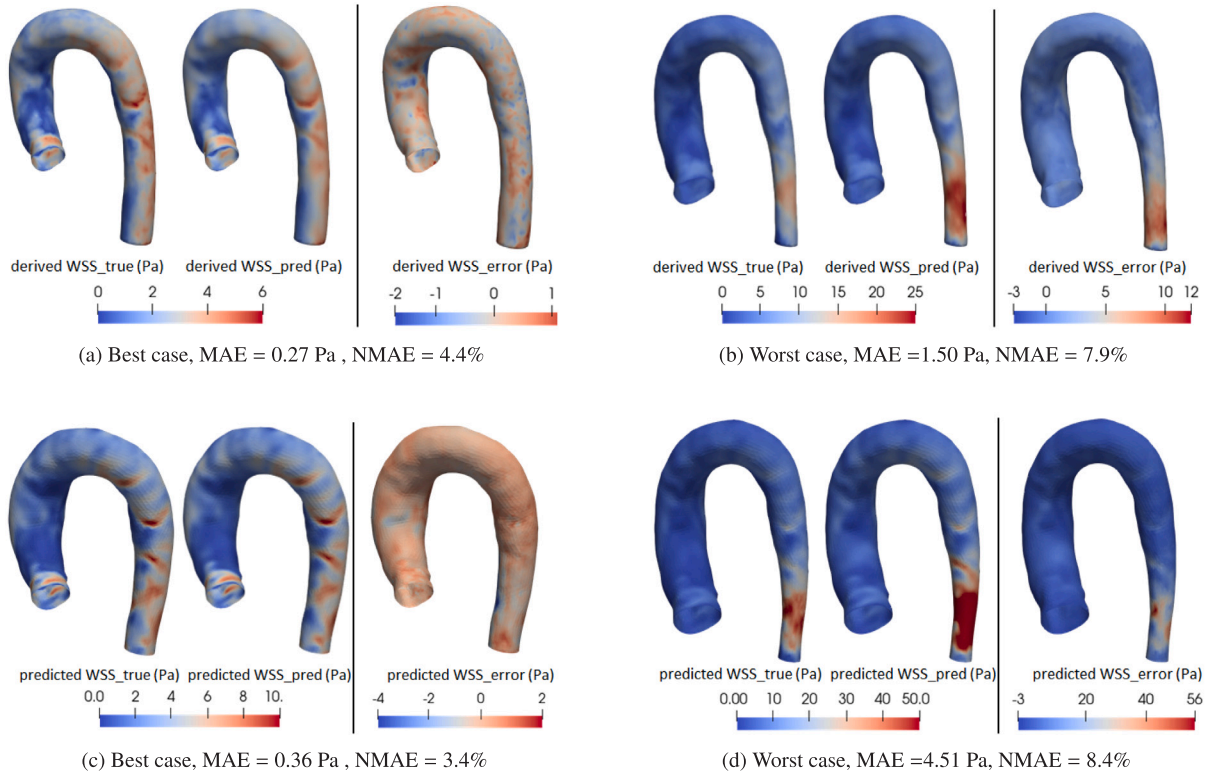 derived WSS_true (Pa) derived WSS_pred (Pa) derived WSS_error (Pa)
0 2 4 6
-2 -1 0 1
(a) Best case, MAE = 0.27 Pa , NMAE = 4.4%
derived WSS_true (Pa) derived WSS_pred (Pa) derived WSS_error (Pa)
0 5 10 15 20 25
-3 0 5 10 12
(b) Worst case, MAE =1.50 Pa, NMAE = 7.9%
predicted WSS_true (Pa) predicted WSS_pred (Pa) predicted WSS_error (Pa)
0.0 2 4 6 8 10.
-4 -2 0 2
(c) Best case, MAE = 0.36 Pa , NMAE = 3.4%
predicted WSS_true (Pa) predicted WSS_pred (Pa) predicted WSS_error (Pa)
0.00 10 20 30 40 50.
-3 20 40 56
(d) Worst case, MAE =4.51 Pa, NMAE = 8.4%